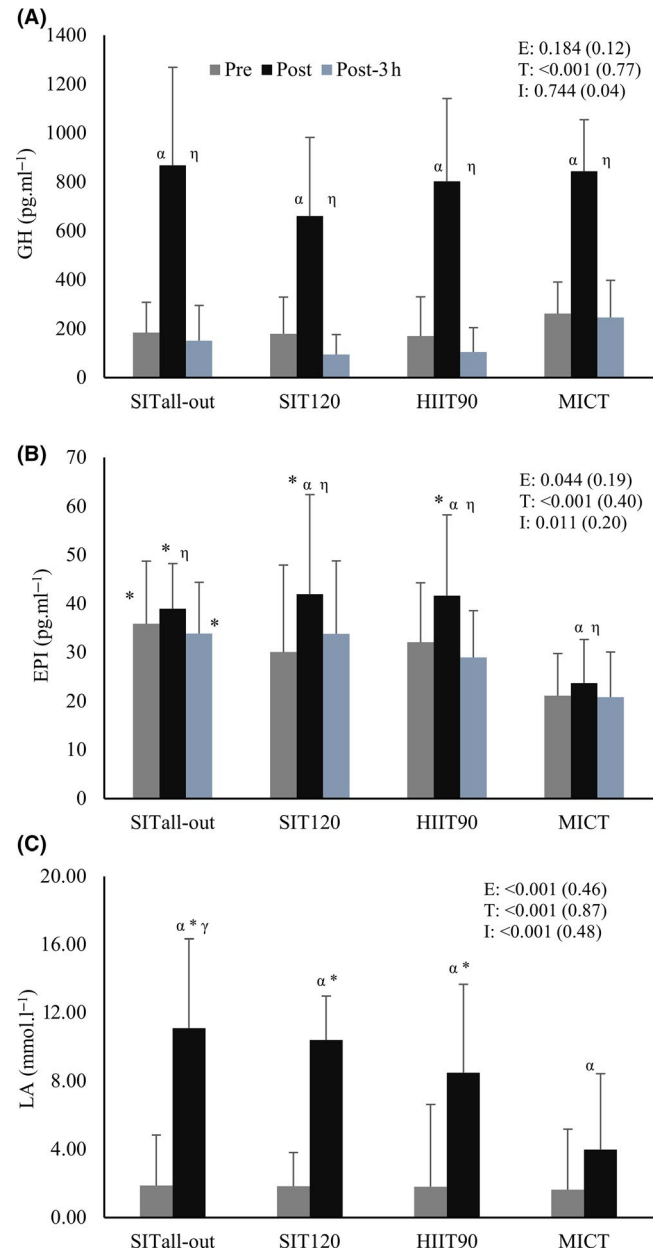 (A)
1400
1200
1000
800
600
400
200
0
GH (pg.ml−1)
Pre Post Post-3 h
E: 0.184 (0.12)
T: <0.001 (0.77)
I: 0.744 (0.04)
α η α η α η α η
SITall-out SIT120 HIIT90 MICT
(B)
70
60
50
40
30
20
10
0
EPI (pg.ml−1)
E: 0.044 (0.19)
T: <0.001 (0.40)
I: 0.011 (0.20)
* * η * * α η * α η α η
SITall-out SIT120 HIIT90 MICT
(C)
20.00
16.00
12.00
8.00
4.00
0.00
LA (mmol.l−1)
E: <0.001 (0.46)
T: <0.001 (0.87)
I: <0.001 (0.48)
α * γ α * α * α
SITall-out SIT120 HIIT90 MICT